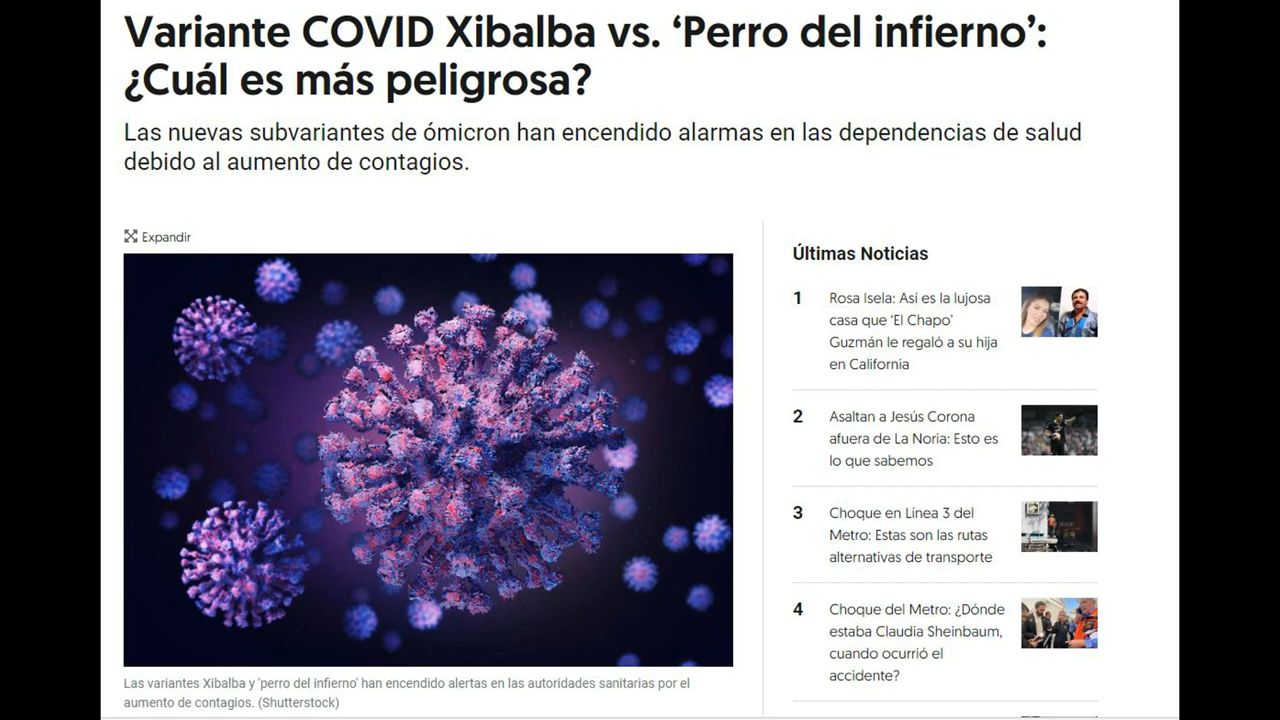 Variante COVID Xibalba vs. ‘Perro del infierno’:
¿Cuál es más peligrosa?
Las nuevas subvariantes de ómicron han encendido alarmas en las dependencias de salud
debido al aumento de contagios.
Expandir
Las variantes Xibalba y 'perro del infierno' han encendido alertas en las autoridades sanitarias por el
aumento de contagios. (Shutterstock)
Últimas Noticias
1
Rosa Isela: Así es la lujosa
casa que ‘El Chapo’
Guzmán le regaló a su hija
en California
2
Asaltan a Jesús Corona
afuera de La Noria: Esto es
lo que sabemos
3
Choque en Línea 3 del
Metro: Estas son las rutas
alternativas de transporte
4
Choque del Metro: ¿Dónde
estaba Claudia Sheinbaum,
cuando ocurrió el
accidente?